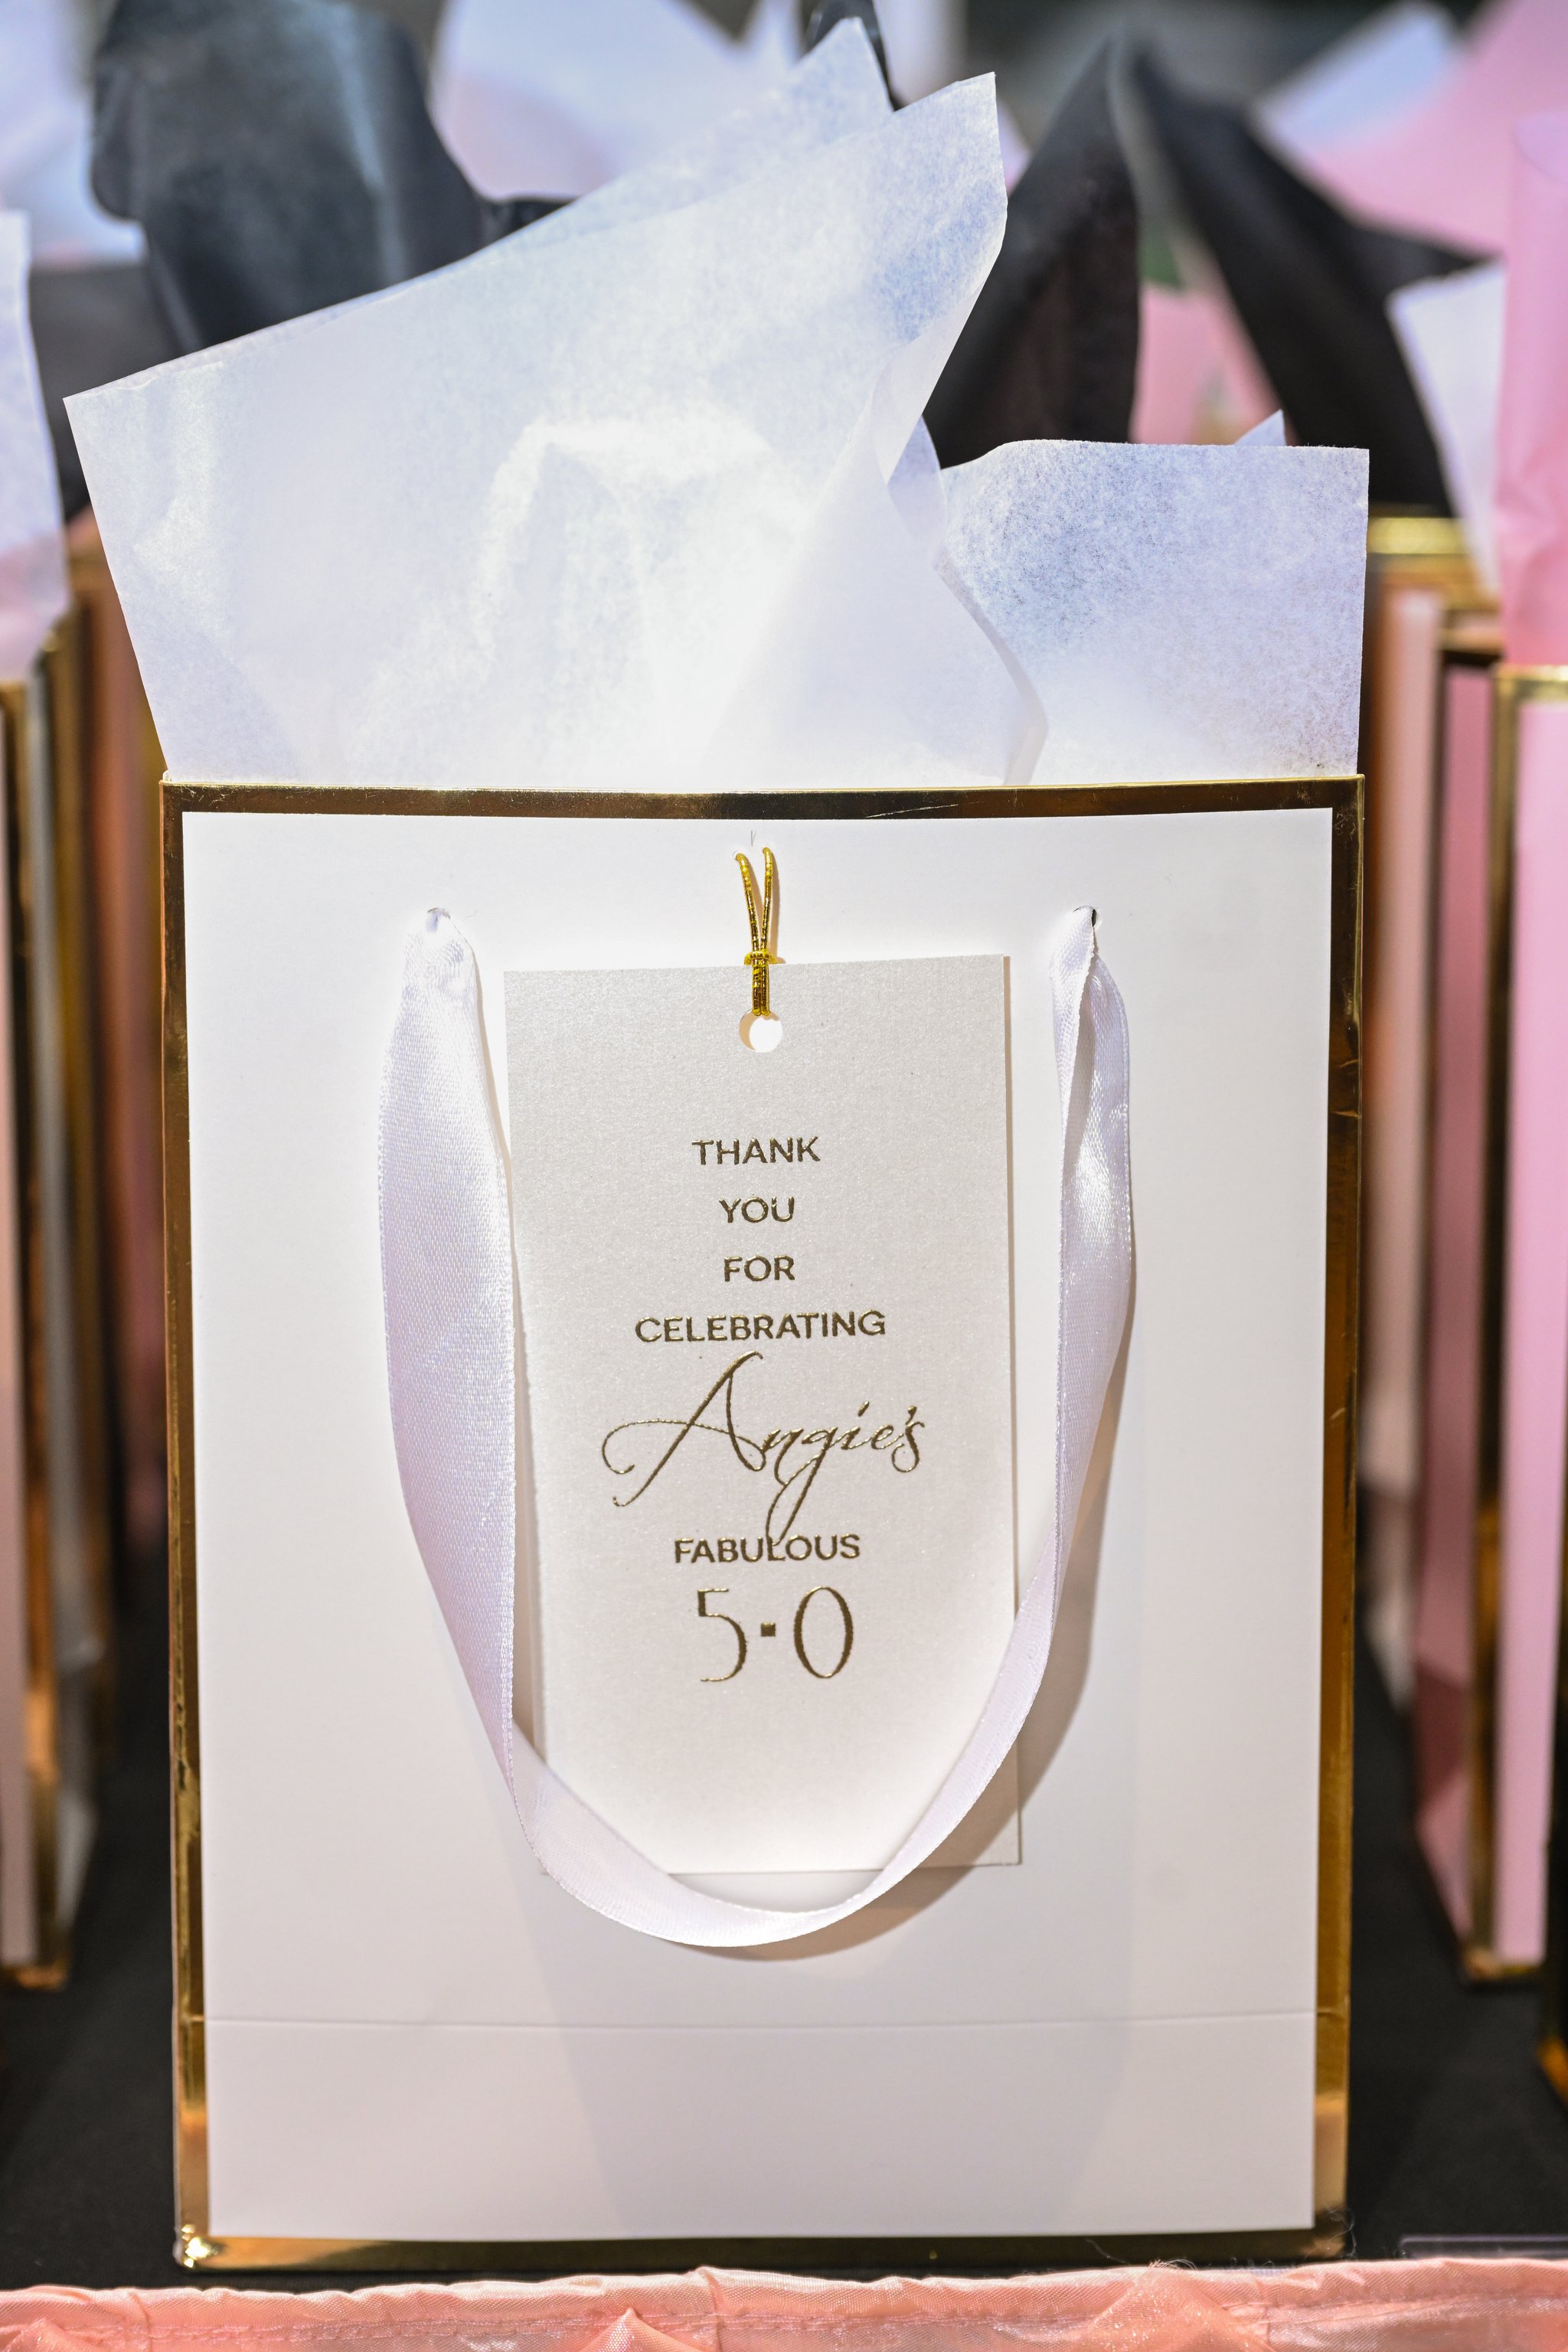 THANK
YOU
FOR
CELEBRATING
Angie's
FABULOUS
5·0